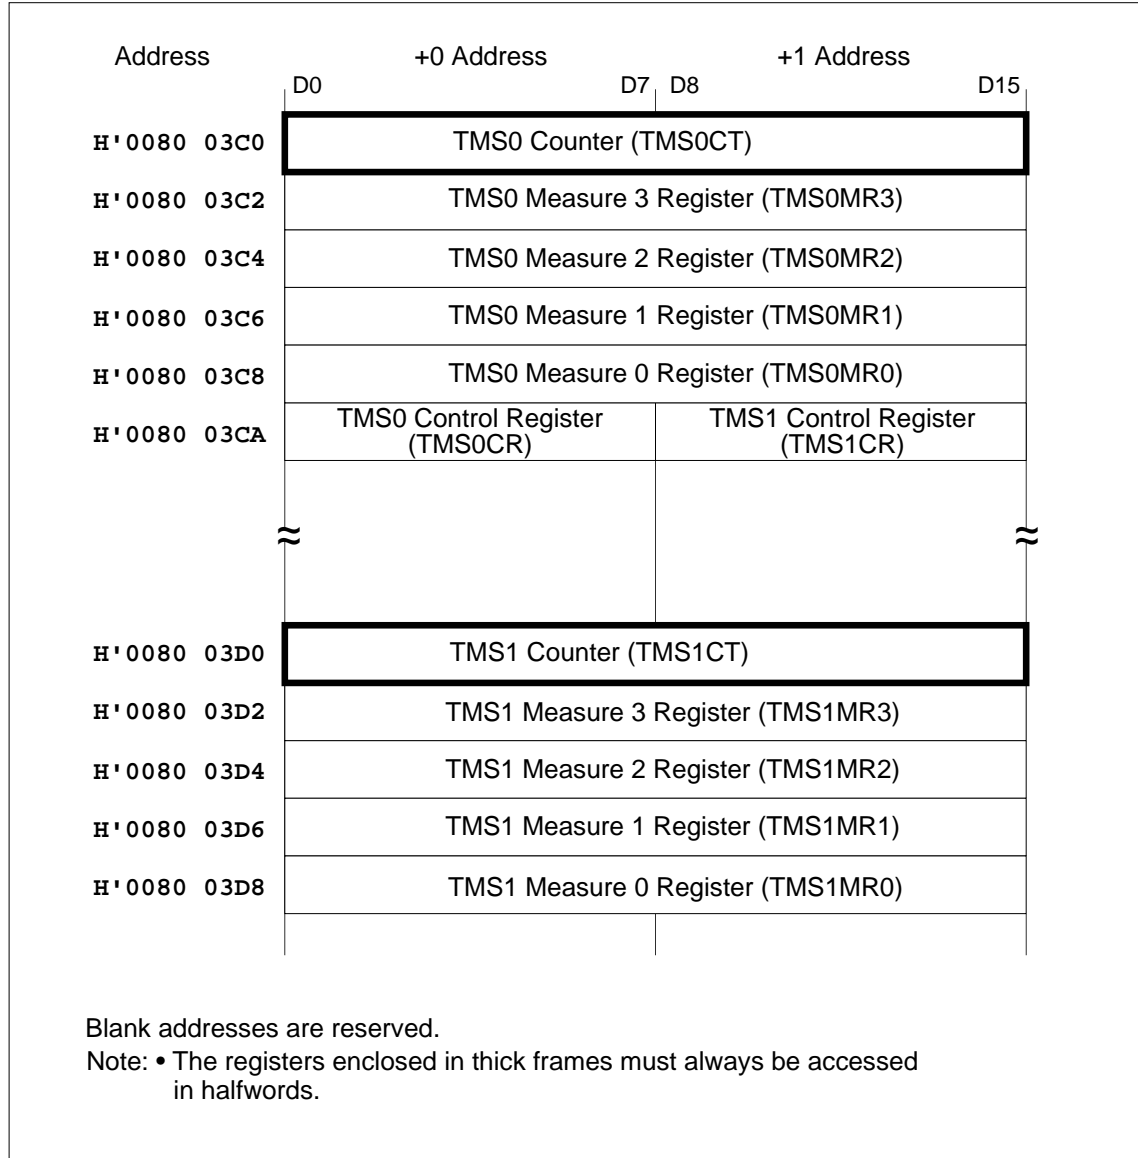 Address +0 Address +1 Address
D0 D7 D8 D15
H'0080 03C0 TMS0 Counter (TMS0CT)
H'0080 03C2 TMS0 Measure 3 Register (TMS0MR3)
H'0080 03C4 TMS0 Measure 2 Register (TMS0MR2)
H'0080 03C6 TMS0 Measure 1 Register (TMS0MR1)
H'0080 03C8 TMS0 Measure 0 Register (TMS0MR0)
H'0080 03CA TMS0 Control Register (TMS0CR) TMS1 Control Register (TMS1CR)
≈ ≈
H'0080 03D0 TMS1 Counter (TMS1CT)
H'0080 03D2 TMS1 Measure 3 Register (TMS1MR3)
H'0080 03D4 TMS1 Measure 2 Register (TMS1MR2)
H'0080 03D6 TMS1 Measure 1 Register (TMS1MR1)
H'0080 03D8 TMS1 Measure 0 Register (TMS1MR0)
Blank addresses are reserved.
Note: • The registers enclosed in thick frames must always be accessed
in halfwords.